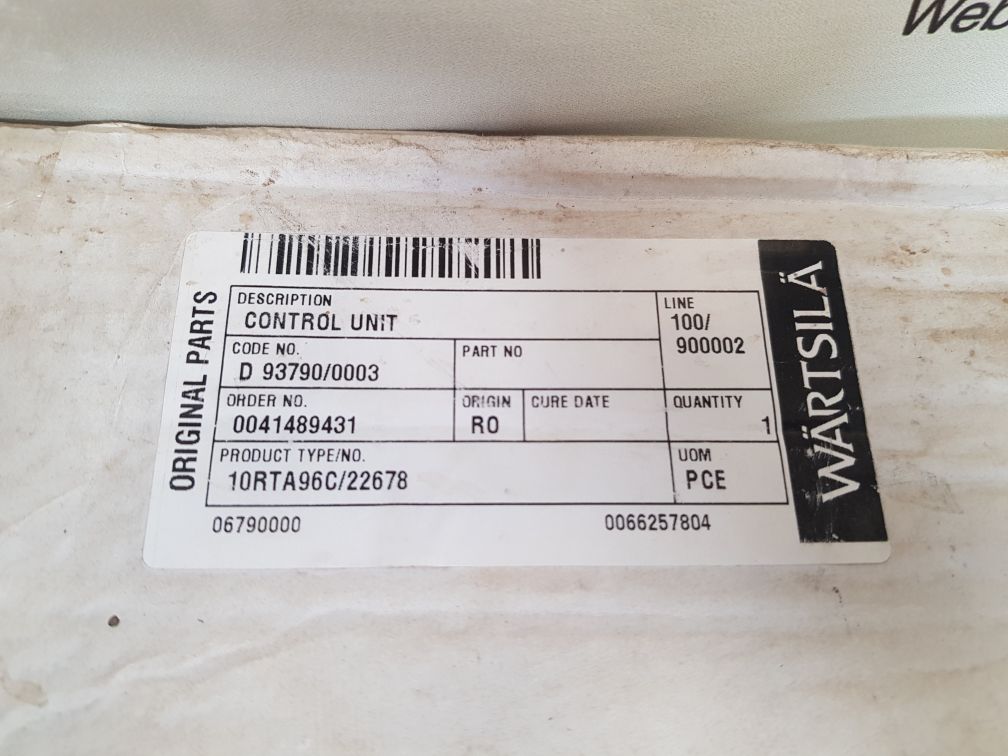 ORIGINAL PARTS
DESCRIPTION
CONTROL UNIT
LINE
100/
900002
CODE NO.
D 93790/0003
PART NO
ORDER NO.
0041489431
ORIGIN
RO
CURE DATE
QUANTITY
1
PRODUCT TYPE/NO.
10RTA96C/22678
UOM
PCE
06790000
0066257804
WÄRTSILÄ